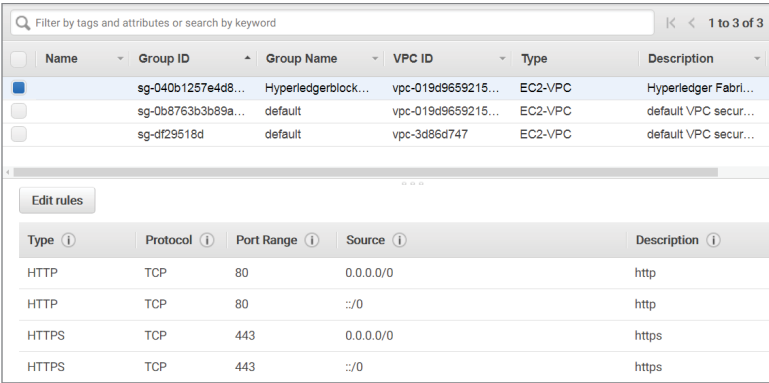 Filter by tags and attributes or search by keyword 1 to 3 of 3
Name Group ID Group Name VPC ID Type Description
sg-040b1257e4d8... Hyperledgerblock... vpc-019d9659215... EC2-VPC Hyperledger Fabri...
sg-0b8763b3b89a... default vpc-019d9659215... EC2-VPC default VPC secur...
sg-df29518d default vpc-3d86d747 EC2-VPC default VPC secur...
Edit rules
Type Protocol Port Range Source Description
HTTP TCP 80 0.0.0.0/0 http
HTTP TCP 80 ::/0 http
HTTPS TCP 443 0.0.0.0/0 https
HTTPS TCP 443 ::/0 https